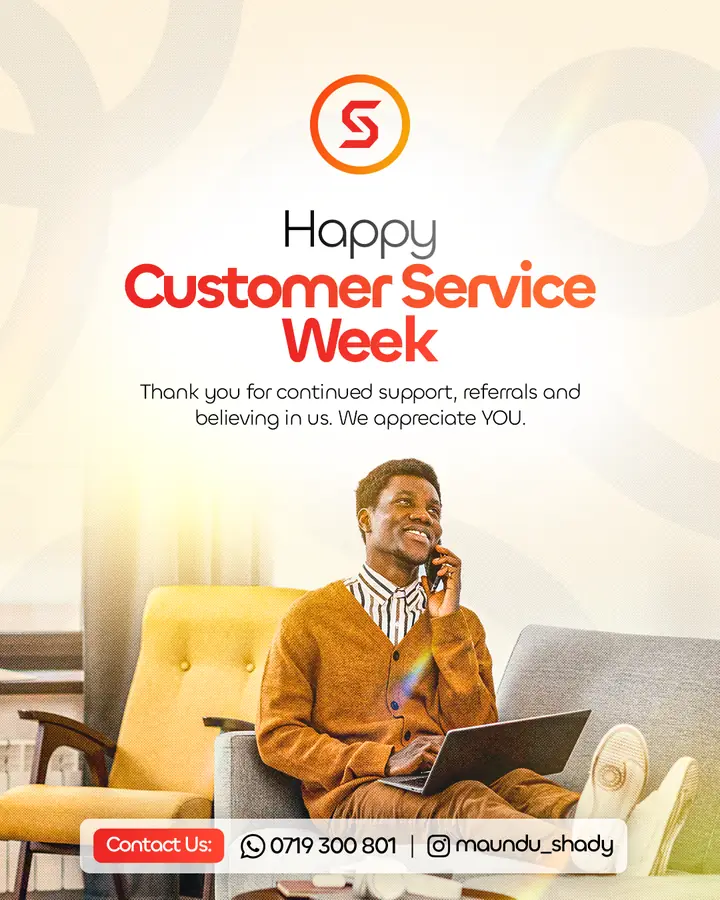 S
Happy
Customer Service
Week
Thank you for continued support, referrals and
believing in us. We appreciate YOU.
Contact Us: 0719 300 801 | maundu_shady